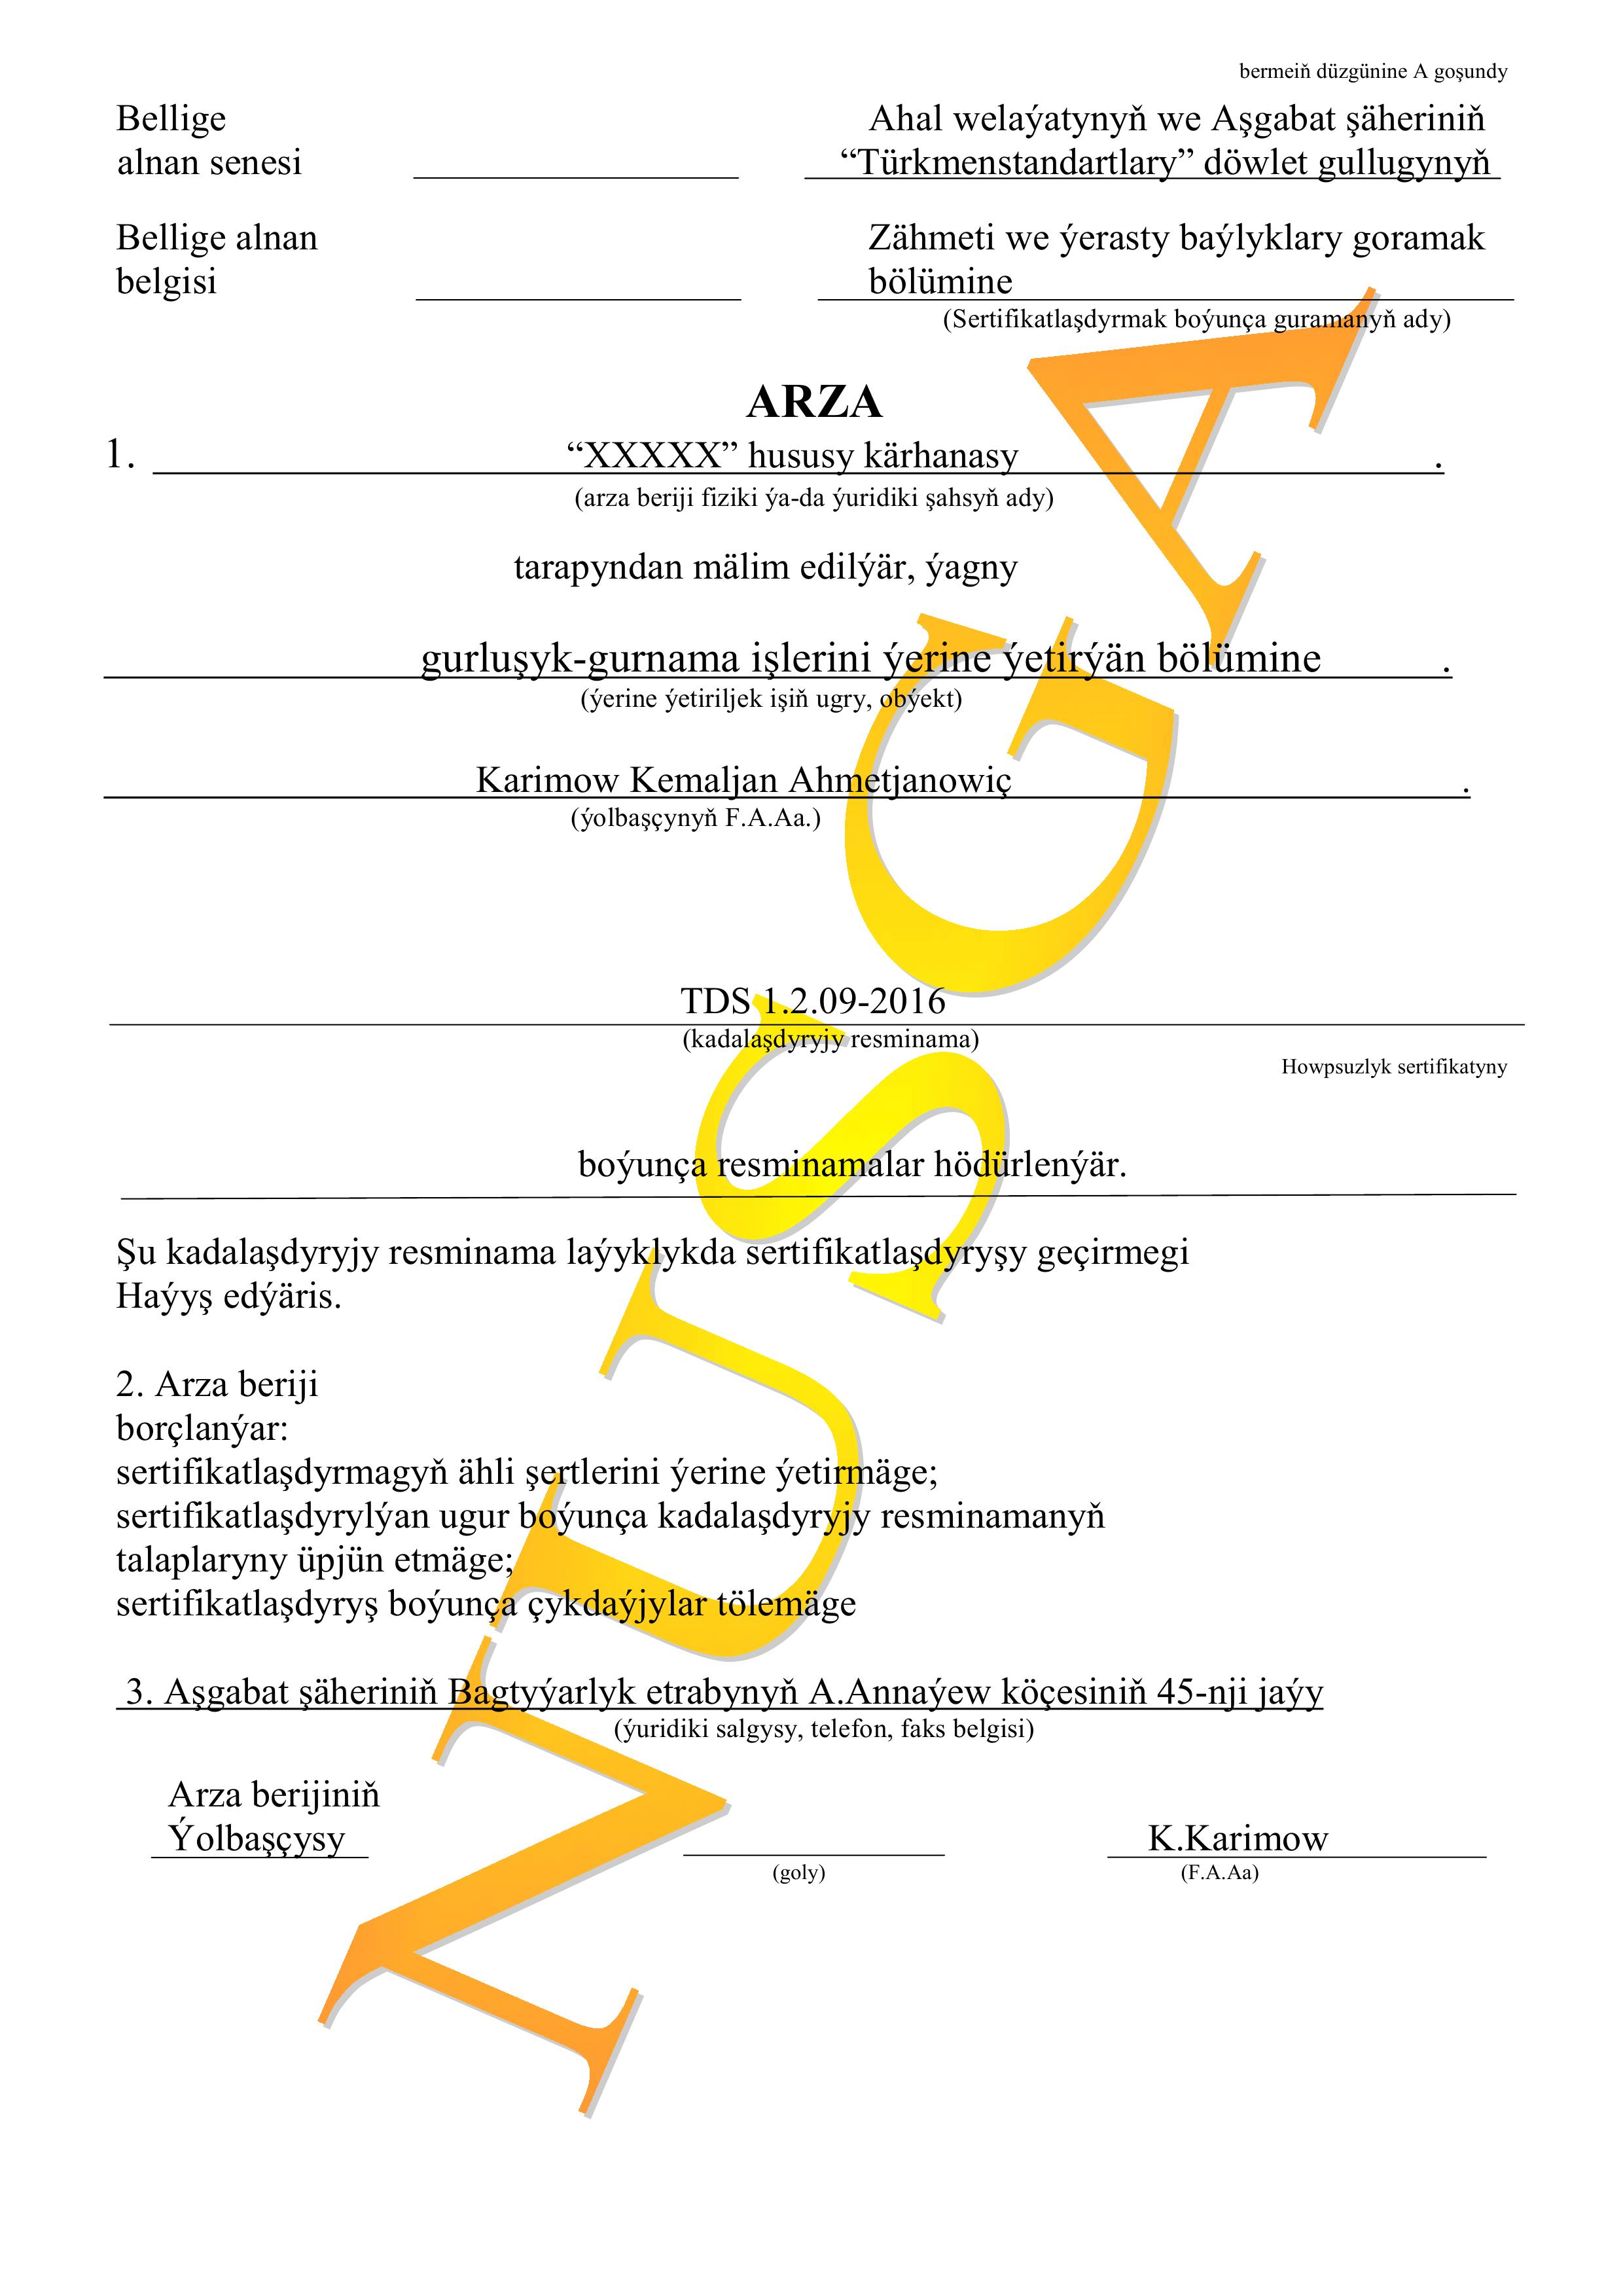 bermeiň düzgünine A goşundy
Bellige
alnan senesi
Ahal welaýatynyň we Aşgabat şäheriniň
“Türkmenstandartlary” döwlet gullugynyň
Bellige alnan
belgisi
Zähmeti we ýerasty baýlyklary goramak
bölümine
(Sertifikatlaşdyrmak boýunça guramanyň ady)
ARZA
1. “XXXXX” hususy kärhanasy .
(arza beriji fiziki ýa-da ýuridiki şahsyň ady)
tarapyndan mälim edilýär, ýagny
gurluşyk-gurnama işlerini ýerine ýetirýän bölümine .
(ýerine ýetiriljek işiň ugry, obýekt)
Karimow Kemaljan Ahmetjanowiç .
(ýolbaşçynyň F.A.Aa.)
TDS 1.2.09-2016
(kadalaşdyryjy resminama)
Howpsuzlyk sertifikatyny
boýunça resminamalar hödürlenýär.
Şu kadalaşdyryjy resminama laýyklykda sertifikatlaşdyryşy geçirmegi
Haýyş edýäris.
2. Arza beriji
borçlanýar:
sertifikatlaşdyrmagyň ähli şertlerini ýerine ýetirmäge;
sertifikatlaşdyrylýan ugur boýunça kadalaşdyryjy resminamanyň
talaplaryny üpjün etmäge;
sertifikatlaşdyryş boýunça çykdaýjylar tölemäge
3. Aşgabat şäheriniň Bagtyýarlyk etrabynyň A.Annaýew köçesiniň 45-nji jaýy
(ýuridiki salgysy, telefon, faks belgisi)
Arza berijiniň
Ýolbaşçysy
K.Karimow
(goly)
(F.A.Aa)
NUSGA